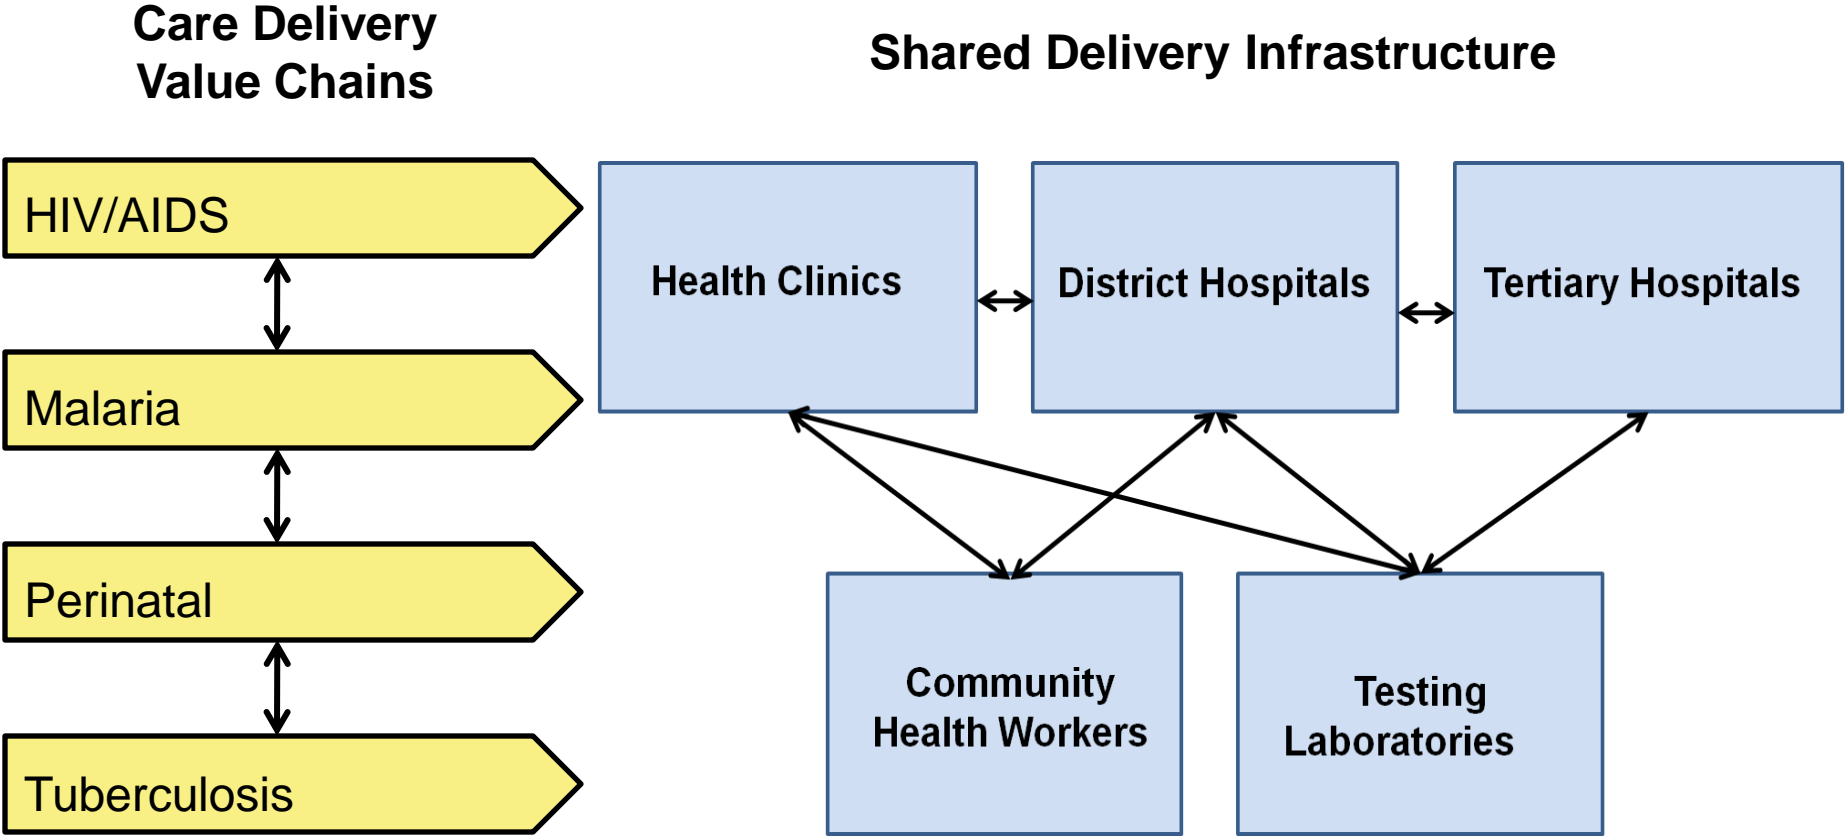 Care Delivery
Value Chains
Shared Delivery Infrastructure
HIV/AIDS
Malaria
Perinatal
Tuberculosis
Health Clinics
District Hospitals
Tertiary Hospitals
Community
Health Workers
Testing
Laboratories